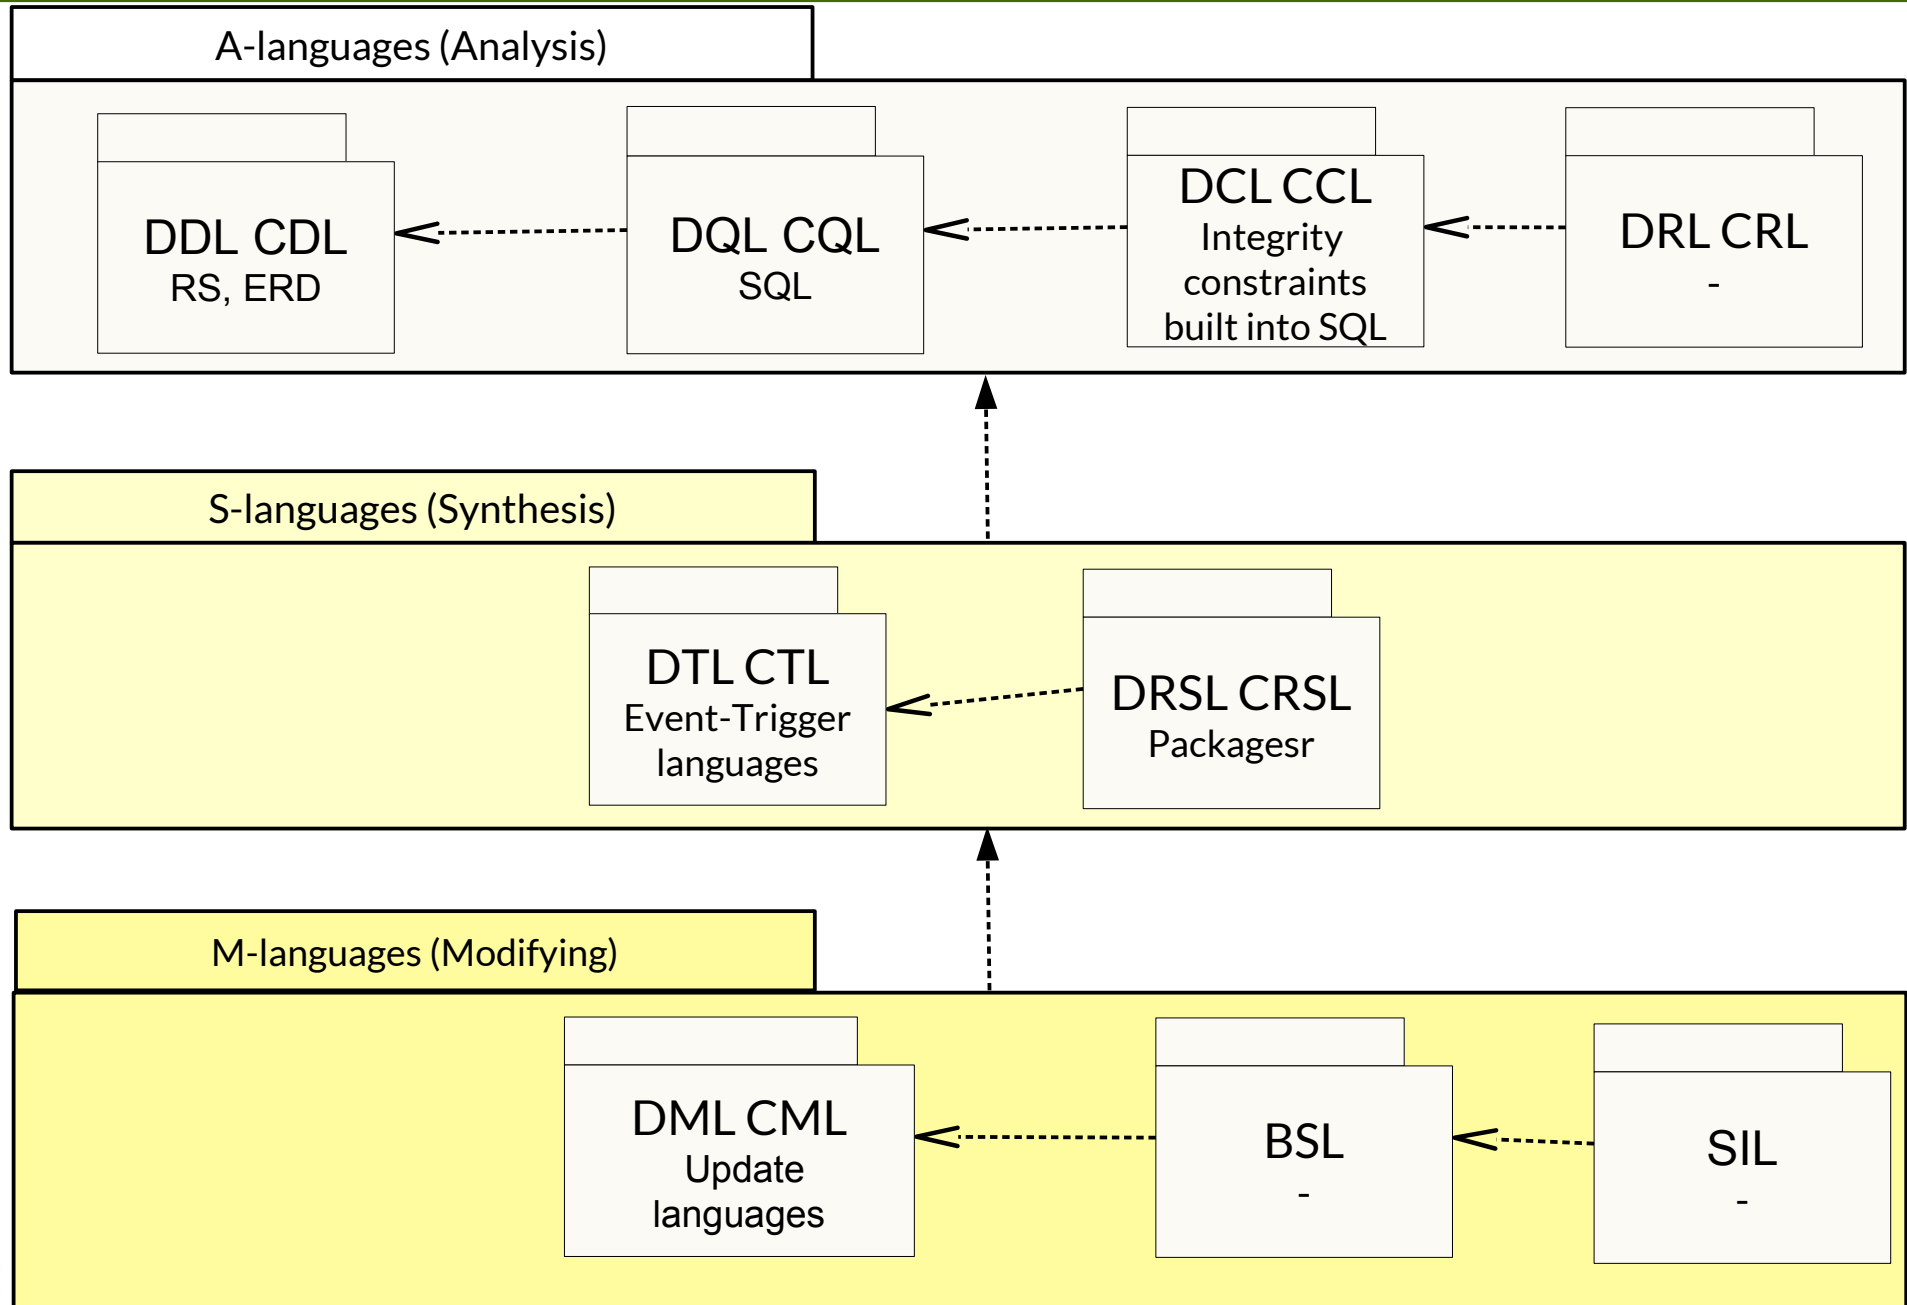 A-languages (Analysis)
DDL CDL
RS, ERD
DQL CQL
SQL
DCL CCL
Integrity
constraints
built into SQL
DRL CRL
-
S-languages (Synthesis)
DTL CTL
Event-Trigger
languages
DRSL CRSL
Packagesr
M-languages (Modifying)
DML CML
Update
languages
BSL
-
SIL
-